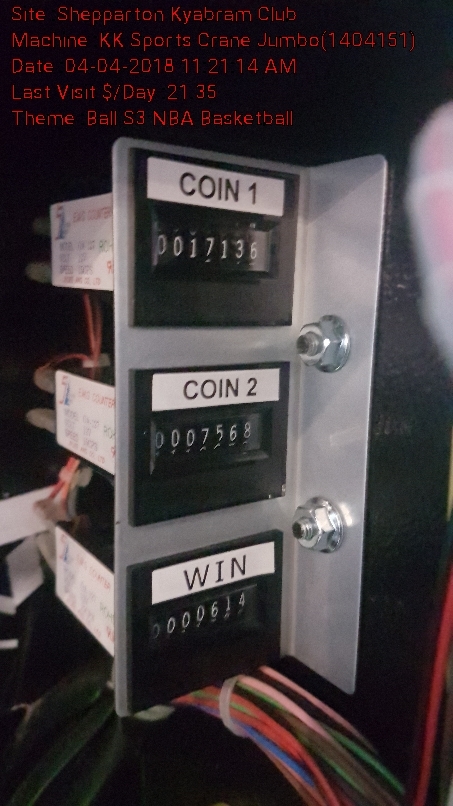 Site Shepparton Kyabram Club
Machine KK Sports Crane Jumbo(1404151)
Date 04-04-2018 11 21 14 AM
Last Visit $/Day 21 35
Theme Ball S3 NBA Basketball
COIN 1
0017136
COIN 2
0007568
WIN
0000614